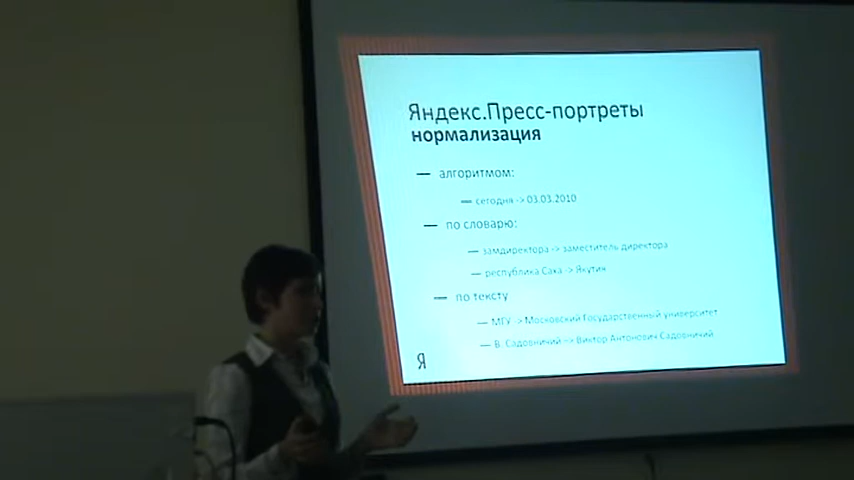 Яндекс.Пресс-портреты
нормализация
— алгоритмом:
— сегодня -> 03.03.2010
— по словарю:
— замдиректора -> заместитель директора
— республика Саха -> Якутия
— по тексту
— МГУ -> Московский Государственный университет
— В. Садовничий -> Виктор Антонович Садовничий
Я